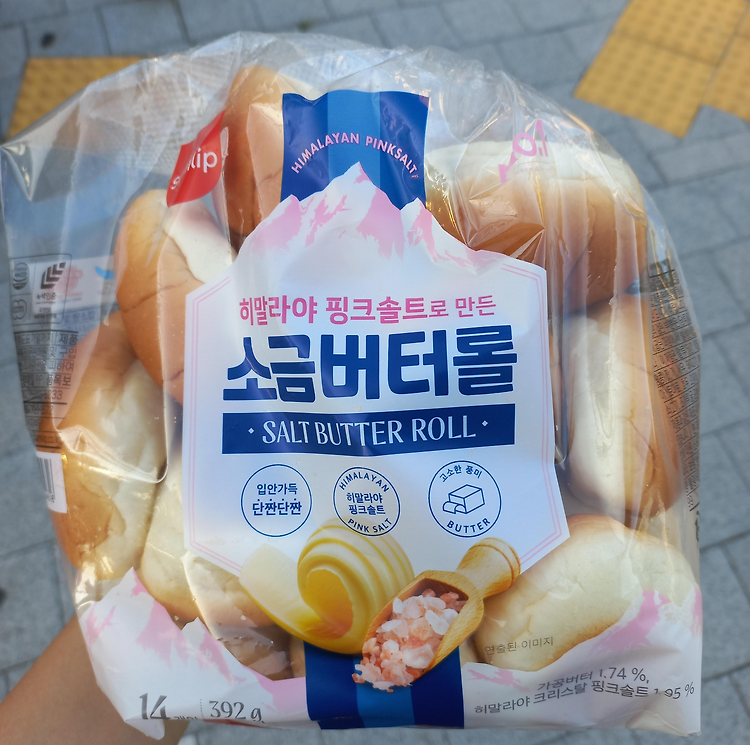 HIMALAYAN PINKSALT
히말라야 핑크솔트로 만든
소금버터롤
· SALT BUTTER ROLL ·
입안가득
단짠단짠
HIMALAYAN
히말라야
핑크솔트
PINK SALT
고소한 풍미
BUTTER
연출된 이미지
가공버터 1.74 %,
히말라야 크리스탈 핑크솔트 1.95 %
14 개입 392 g